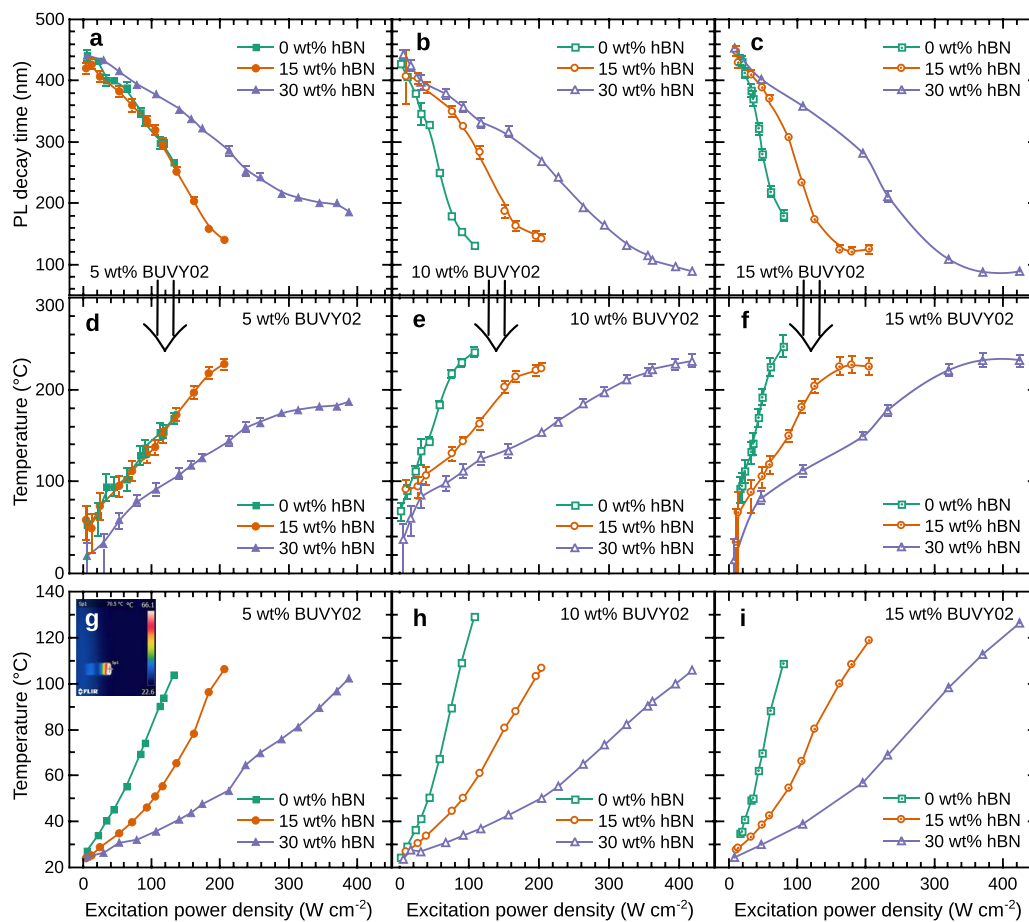 500
400
300
200
100
PL decay time (nm)
a
0 wt% hBN
15 wt% hBN
30 wt% hBN
5 wt% BUVY02
b
0 wt% hBN
15 wt% hBN
30 wt% hBN
10 wt% BUVY02
c
0 wt% hBN
15 wt% hBN
30 wt% hBN
15 wt% BUVY02
300
200
100
0
Temperature (°C)
d
5 wt% BUVY02
0 wt% hBN
15 wt% hBN
30 wt% hBN
e
10 wt% BUVY02
0 wt% hBN
15 wt% hBN
30 wt% hBN
f
15 wt% BUVY02
0 wt% hBN
15 wt% hBN
30 wt% hBN
140
120
100
80
60
40
20
Temperature (°C)
g
5 wt% BUVY02
Sp1
°C
66.1
Sp1
FLIR
22.6
0 wt% hBN
15 wt% hBN
30 wt% hBN
h
10 wt% BUVY02
0 wt% hBN
15 wt% hBN
30 wt% hBN
i
15 wt% BUVY02
0 wt% hBN
15 wt% hBN
30 wt% hBN
0 100 200 300 400
0 100 200 300 400
0 100 200 300 400
Excitation power density (W cm⁻²)
Excitation power density (W cm⁻²)
Excitation power density (W cm⁻²)